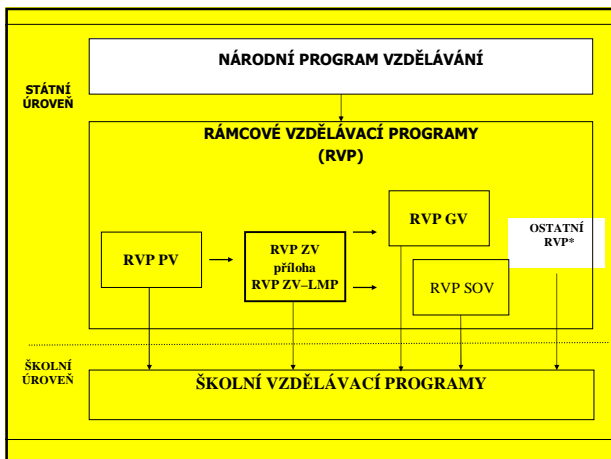 NÁRODNÍ PROGRAM VZDĚLÁVÁNÍ
STÁTNÍ
ÚROVEŇ
RÁMCOVÉ VZDĚLÁVACÍ PROGRAMY
(RVP)
RVP PV
RVP ZV
příloha
RVP ZV–LMP
RVP GV
RVP SOV
OSTATNÍ
RVP*
ŠKOLNÍ
ÚROVEŇ
ŠKOLNÍ VZDĚLÁVACÍ PROGRAMY